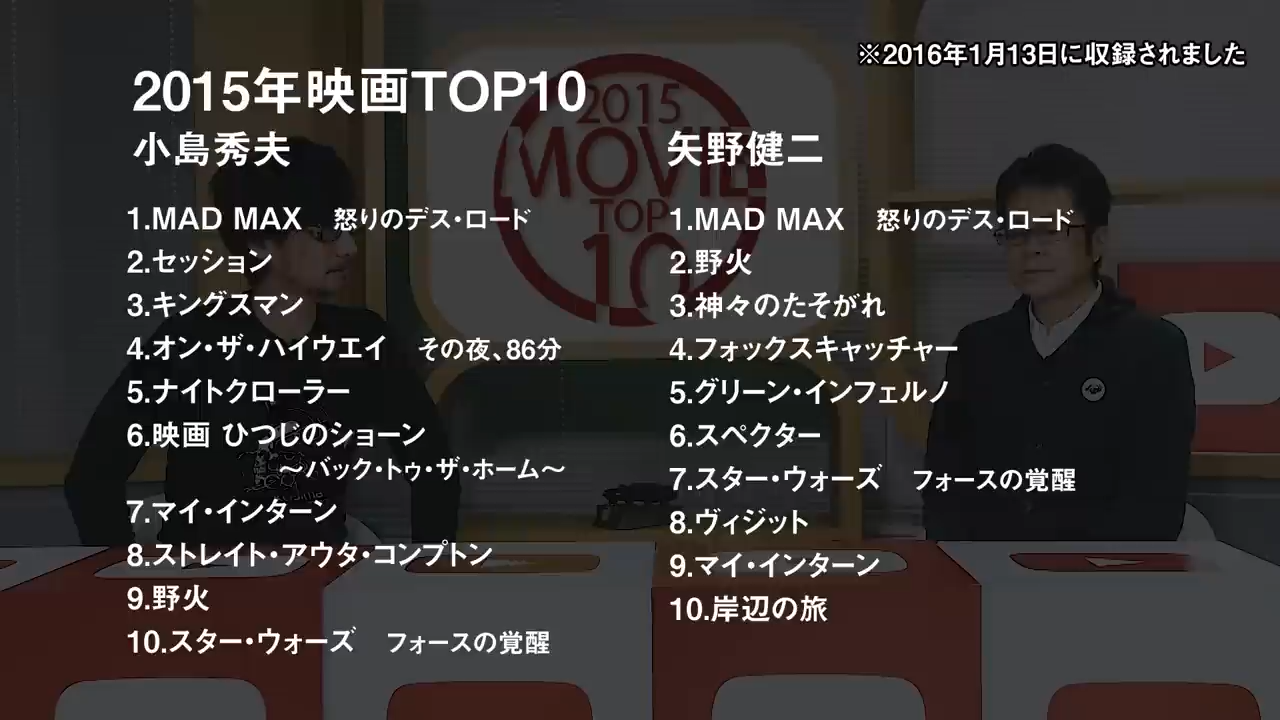 ※2016年1月13日に収録されました
2015年映画TOP10
2015
MOVIE
TOP
10
小島秀夫
1.MAD MAX　怒りのデス・ロード
2.セッション
3.キングスマン
4.オン・ザ・ハイウエイ　その夜、86分
5.ナイトクローラー
6.映画 ひつじのショーン
～バック・トゥ・ザ・ホーム～
7.マイ・インターン
8.ストレイト・アウタ・コンプトン
9.野火
10.スター・ウォーズ　フォースの覚醒
矢野健二
1.MAD MAX　怒りのデス・ロード
2.野火
3.神々のたそがれ
4.フォックスキャッチャー
5.グリーン・インフェルノ
6.スペクター
7.スター・ウォーズ　フォースの覚醒
8.ヴィジット
9.マイ・インターン
10.岸辺の旅